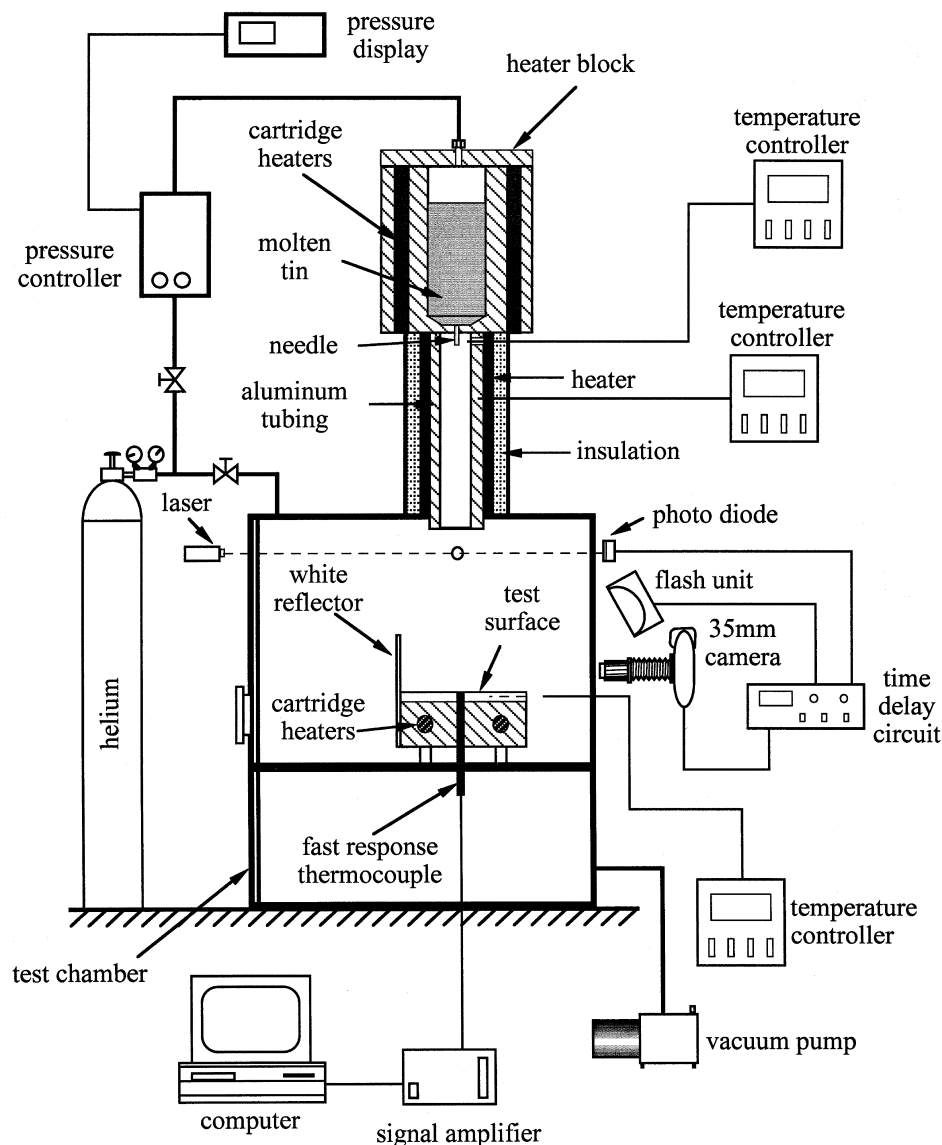 pressure
display
heater block
cartridge
heaters
temperature
controller
molten
tin
pressure
controller
temperature
controller
needle
heater
aluminum
tubing
insulation
laser
photo diode
white
reflector
flash unit
test
surface
35mm
camera
helium
cartridge
heaters
time
delay
circuit
fast response
thermocouple
temperature
controller
test chamber
vacuum pump
computer
signal amplifier